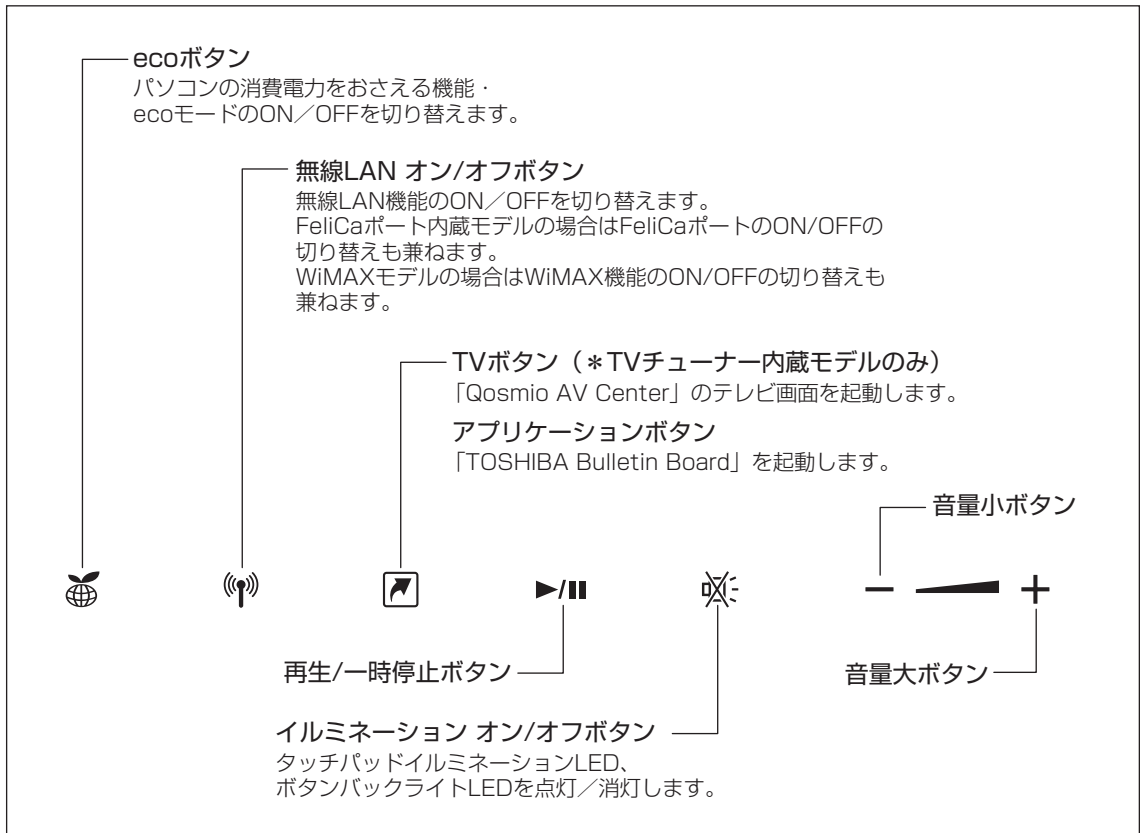 ecoボタン
パソコンの消費電力をおさえる機能・
ecoモードのON／OFFを切り替えます。
無線LAN オン/オフボタン
無線LAN機能のON／OFFを切り替えます。
FeliCaポート内蔵モデルの場合はFeliCaポートのON/OFFの
切り替えも兼ねます。
WiMAXモデルの場合はWiMAX機能のON/OFFの切り替えも
兼ねます。
TVボタン（＊TVチューナー内蔵モデルのみ）
「Qosmio AV Center」のテレビ画面を起動します。
アプリケーションボタン
「TOSHIBA Bulletin Board」を起動します。
音量小ボタン
再生/一時停止ボタン
音量大ボタン
イルミネーション オン/オフボタン
タッチパッドイルミネーションLED、
ボタンバックライトLEDを点灯／消灯します。